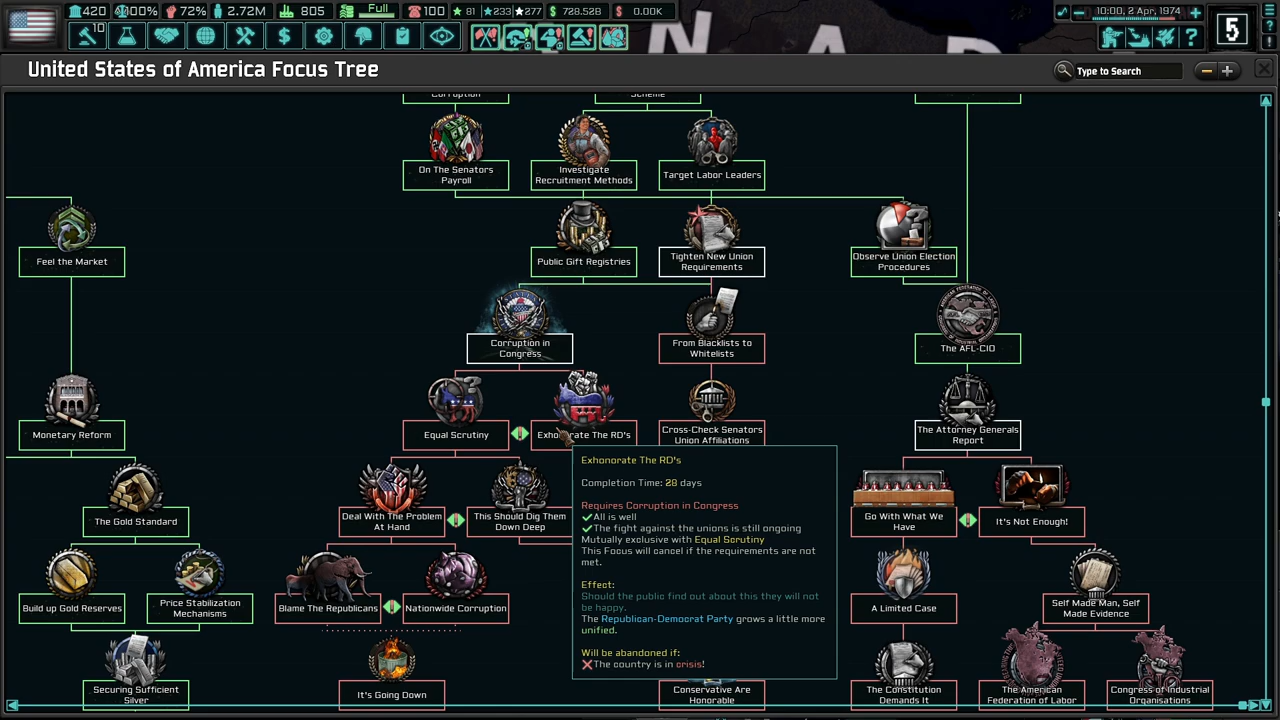 420 400% 72% 2.72M 805 Full 100 81 233 277 728.52B 0.00K 10:00, 2 Apr, 1974
10
5
United States of America Focus Tree
Type to Search
Corruption
Scheme
On The Senators
Payroll
Investigate
Recruitment Methods
Target Labor Leaders
Feel the Market
Public Gift Registries
Tighten New Union
Requirements
Observe Union Election
Procedures
Corruption in
Congress
From Blacklists to
Whitelists
The AFL-CIO
Monetary Reform
Equal Scrutiny
Exhonorate The RD's
Cross-Check Senators
Union Affiliations
The Attorney Generals
Report
Exhonorate The RD's
Completion Time: 28 days
Requires Corruption in Congress
All is well
The fight against the unions is still ongoing
Mutually exclusive with Equal Scrutiny
This Focus will cancel if the requirements are not
met.
Effect:
Should the public find out about this they will not
be happy.
The Republican-Democrat Party grows a little more
unified.
Will be abandoned if:
The country is in crisis!
The Gold Standard
Deal With The Problem
At Hand
This Should Dig Them
Down Deep
Go With What We
Have
It's Not Enough!
Build up Gold Reserves
Price Stabilization
Mechanisms
Blame The Republicans
Nationwide Corruption
A Limited Case
Self Made Man, Self
Made Evidence
Securing Sufficient
Silver
It's Going Down
Conservative Are
Honorable
The Constitution
Demands It
The American
Federation of Labor
Congress of Industrial
Organisations